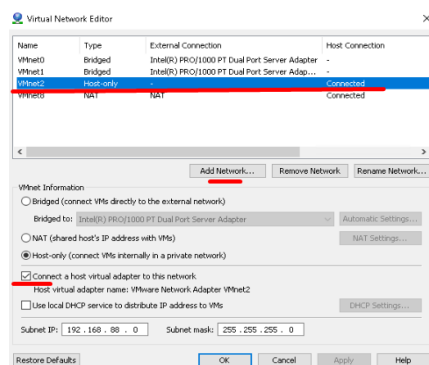 Virtual Network Editor
Name Type External Connection Host Connection
VMnet0 Bridged Intel(R) PRO/1000 PT Dual Port Server Adapter -
VMnet1 Bridged Intel(R) PRO/1000 PT Dual Port Server Adap... -
VMnet2 Host-only - Connected
VMnet8 NAT NAT Connected
Add Network... Remove Network Rename Network...
VMnet Information
Bridged (connect VMs directly to the external network)
Bridged to: Intel(R) PRO/1000 PT Dual Port Server Adapter Automatic Settings...
NAT (shared host's IP address with VMs) NAT Settings...
Host-only (connect VMs internally in a private network)
Connect a host virtual adapter to this network
Host virtual adapter name: VMware Network Adapter VMnet2
Use local DHCP service to distribute IP address to VMs DHCP Settings...
Subnet IP: 192 . 168 . 88 . 0 Subnet mask: 255 . 255 . 255 . 0
Restore Defaults OK Cancel Apply Help